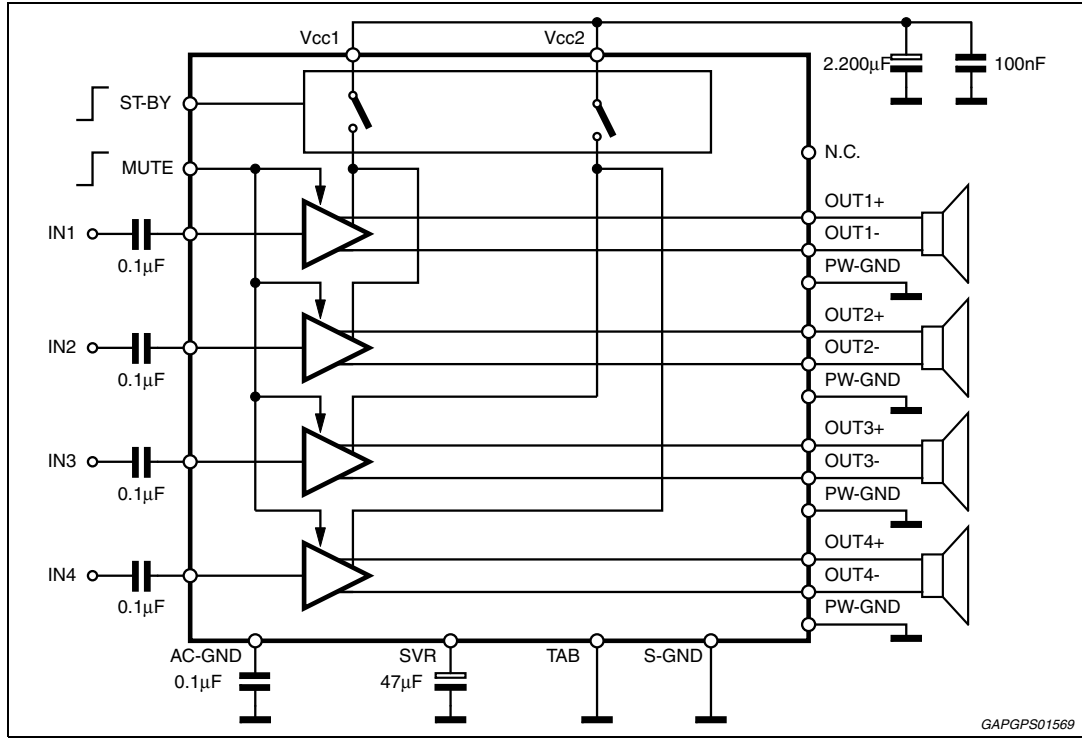 Vcc1
Vcc2
2.200μF
100nF
ST-BY
N.C.
MUTE
OUT1+
IN1
OUT1-
0.1μF
PW-GND
OUT2+
IN2
OUT2-
0.1μF
PW-GND
OUT3+
IN3
OUT3-
0.1μF
PW-GND
OUT4+
IN4
OUT4-
0.1μF
PW-GND
AC-GND
SVR
TAB
S-GND
0.1μF
47μF
GAPGPS01569